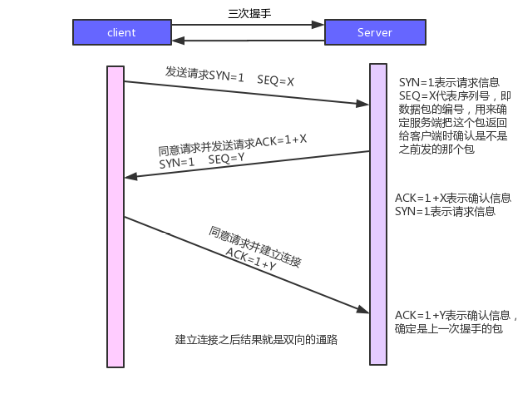 三次握手
client
Server
发送请求SYN=1 SEQ=X
SYN=1表示请求信息
SEQ=X代表序列号，即
数据包的编号，用来确
定服务端把这个包返回
给客户端时确认是不是
之前发的那个包
同意请求并发送请求ACK=1+X
SYN=1 SEQ=Y
ACK=1+X表示确认信息
SYN=1表示请求信息
同意请求并建立连接
ACK=1+Y
ACK=1+Y表示确认信息，
确定是上一次握手的包
建立连接之后结果就是双向的通路